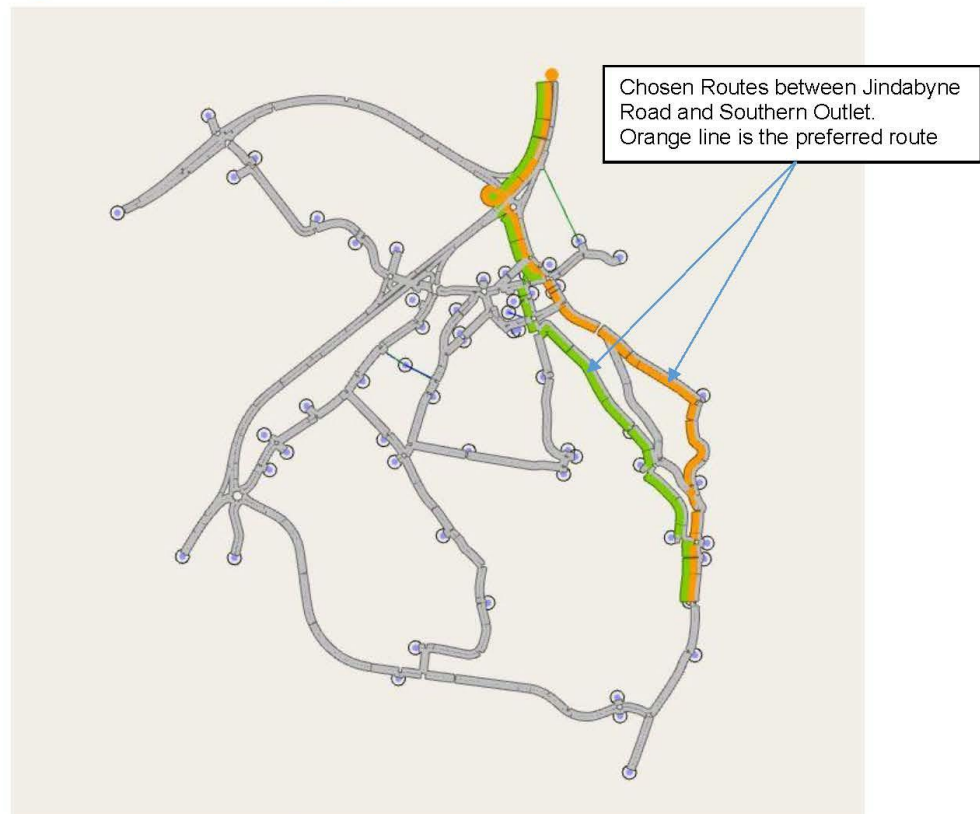 Chosen Routes between Jindabyne
Road and Southern Outlet.
Orange line is the preferred route